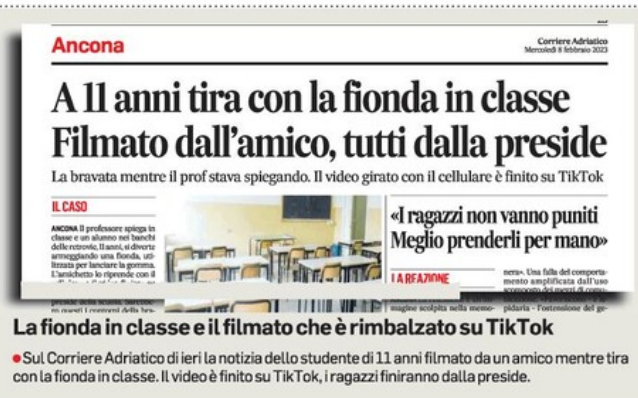 Ancona
Corriere Adriatico
Mercoledì 8 febbraio 2023
A 11 anni tira con la fionda in classe
Filmato dall'amico, tutti dalla preside
La bravata mentre il prof stava spiegando. Il video girato con il cellulare è finito su TikTok
IL CASO
ANCONA Il professore spiega in
classe e un alunno nei banchi
delle retrovie, 11 anni, si diverte
armeggiando una fionda, uti-
lizzata per lanciare la gomma.
L'amichetto lo riprende con il
«I ragazzi non vanno puniti
Meglio prenderli per mano»
LA REAZIONE
magine scolpita nella memo-
nera». Una falla del comporta-
mento amplificata dall'uso
La fionda in classe e il filmato che è rimbalzato su TikTok
●Sul Corriere Adriatico di ieri la notizia dello studente di 11 anni filmato da un amico mentre tira
con la fionda in classe. Il video è finito su TikTok, i ragazzi finiranno dalla preside.